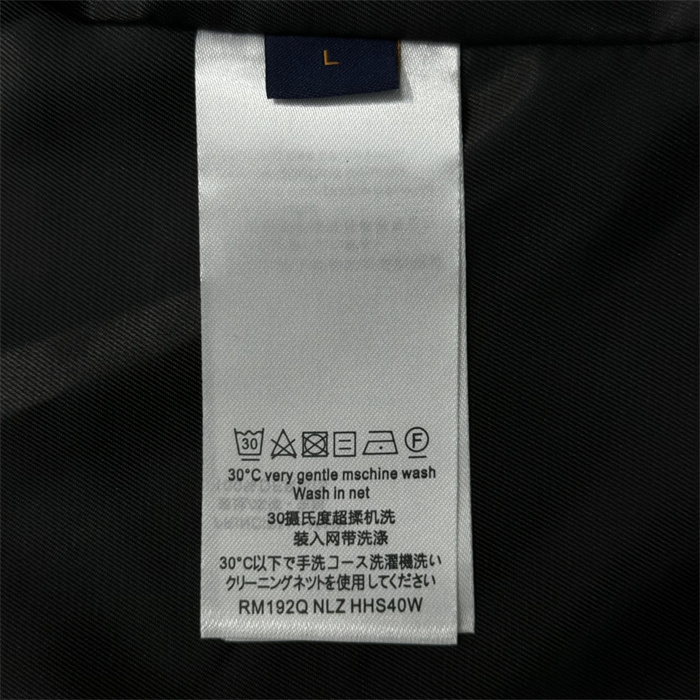 L
30
F
30°C very gentle mschine wash
Wash in net
30摄氏度超揉机洗
装入网带洗涤
30°C以下で手洗コース洗濯機洗い
クリーニングネットを使用してください
RM192Q NLZ HHS40W